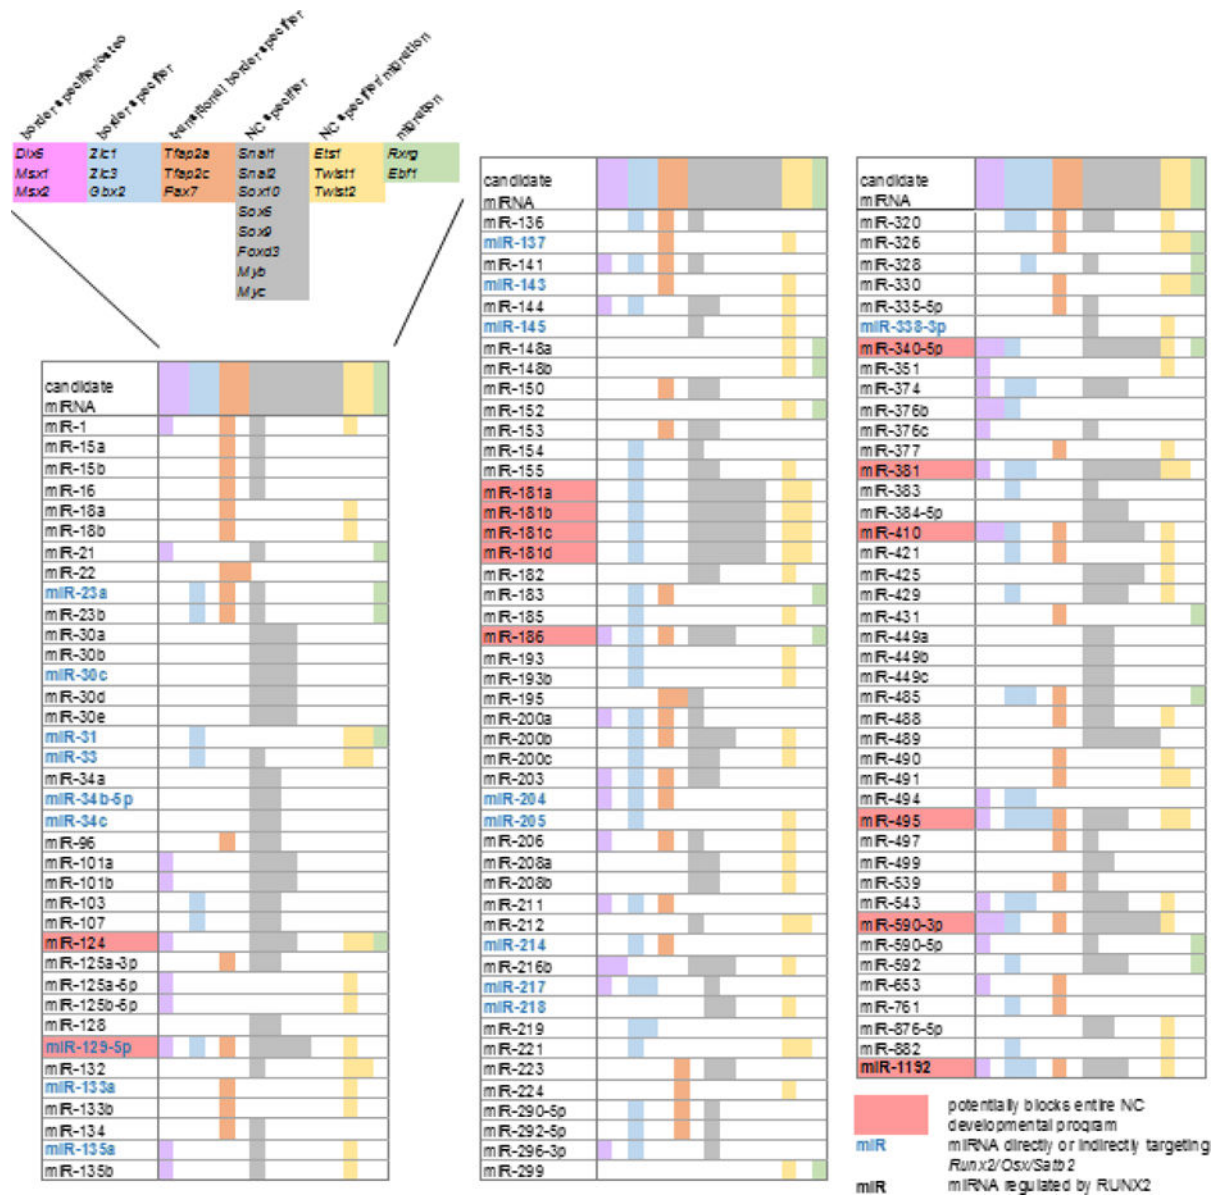 border specifier/cates
border specifier
transitional border specifier
NC specifier
NC specifier/migration
migration
Dlx5 Zic1 Tfap2a Snail1 Ets1 Rxrg
Msx1 Zic3 Tfap2c Snail2 Twist1 Ebf1
Msx2 Gbx2 Pax7 Sox10 Twist2
Sox5
Sox9
Foxd3
Myb
Myc
candidate
miRNA
miR-1
miR-15a
miR-15b
miR-16
miR-18a
miR-18b
miR-21
miR-22
miR-23a
miR-23b
miR-30a
miR-30b
miR-30c
miR-30d
miR-30e
miR-31
miR-33
miR-34a
miR-34b-5p
miR-34c
miR-96
miR-101a
miR-101b
miR-103
miR-107
miR-124
miR-125a-3p
miR-125a-5p
miR-125b-5p
miR-128
miR-129-5p
miR-132
miR-133a
miR-133b
miR-134
miR-135a
miR-135b
candidate
miRNA
miR-136
miR-137
miR-141
miR-143
miR-144
miR-145
miR-148a
miR-148b
miR-150
miR-152
miR-153
miR-154
miR-155
miR-181a
miR-181b
miR-181c
miR-181d
miR-182
miR-183
miR-185
miR-186
miR-193
miR-193b
miR-195
miR-200a
miR-200b
miR-200c
miR-203
miR-204
miR-205
miR-206
miR-208a
miR-208b
miR-211
miR-212
miR-214
miR-216b
miR-217
miR-218
miR-219
miR-221
miR-223
miR-224
miR-290-5p
miR-292-5p
miR-296-3p
miR-299
candidate
miRNA
miR-320
miR-326
miR-328
miR-330
miR-335-5p
miR-338-3p
miR-340-5p
miR-351
miR-374
miR-376b
miR-376c
miR-377
miR-381
miR-383
miR-384-5p
miR-410
miR-421
miR-425
miR-429
miR-431
miR-449a
miR-449b
miR-449c
miR-485
miR-488
miR-489
miR-490
miR-491
miR-494
miR-495
miR-497
miR-499
miR-539
miR-543
miR-590-3p
miR-590-5p
miR-592
miR-653
miR-761
miR-876-5p
miR-882
miR-1192
potentially blocks entire NC
developmental program
miR miRNA directly or indirectly targeting
Runx2/Osx/Satb2
miR miRNA regulated by RUNX2